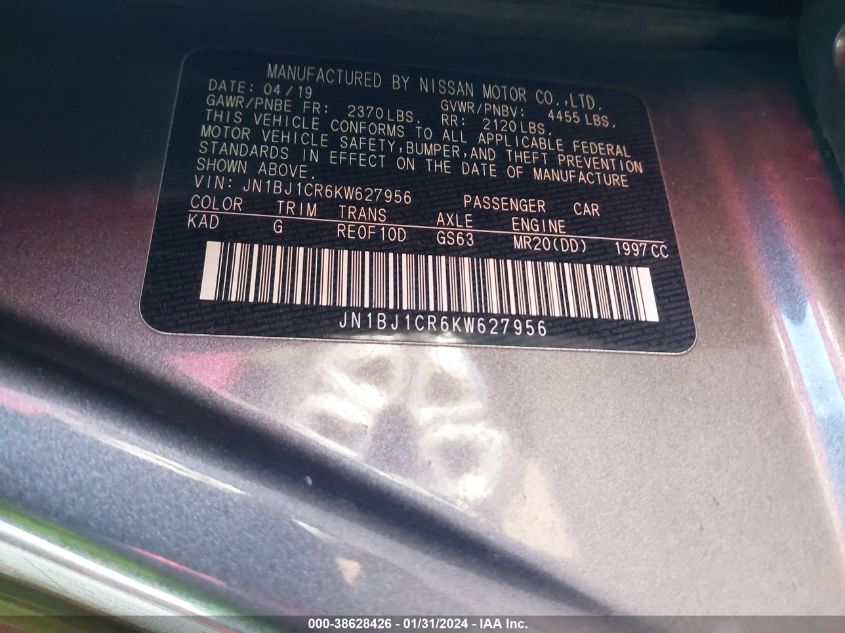 MANUFACTURED BY NISSAN MOTOR CO.,LTD.
DATE: 04/19
GAWR/PNBE FR: 2370LBS. GVWR/PNBV: 4455LBS.
RR: 2120LBS.
THIS VEHICLE CONFORMS TO ALL APPLICABLE FEDERAL
MOTOR VEHICLE SAFETY,BUMPER,AND THEFT PREVENTION
STANDARDS IN EFFECT ON THE DATE OF MANUFACTURE
SHOWN ABOVE.
VIN: JN1BJ1CR6KW627956 PASSENGER CAR
COLOR TRIM TRANS AXLE ENGINE
KAD G RE0F10D GS63 MR20(DD) 1997CC
JN1BJ1CR6KW627956
000-38628426 - 01/31/2024 - IAA Inc.